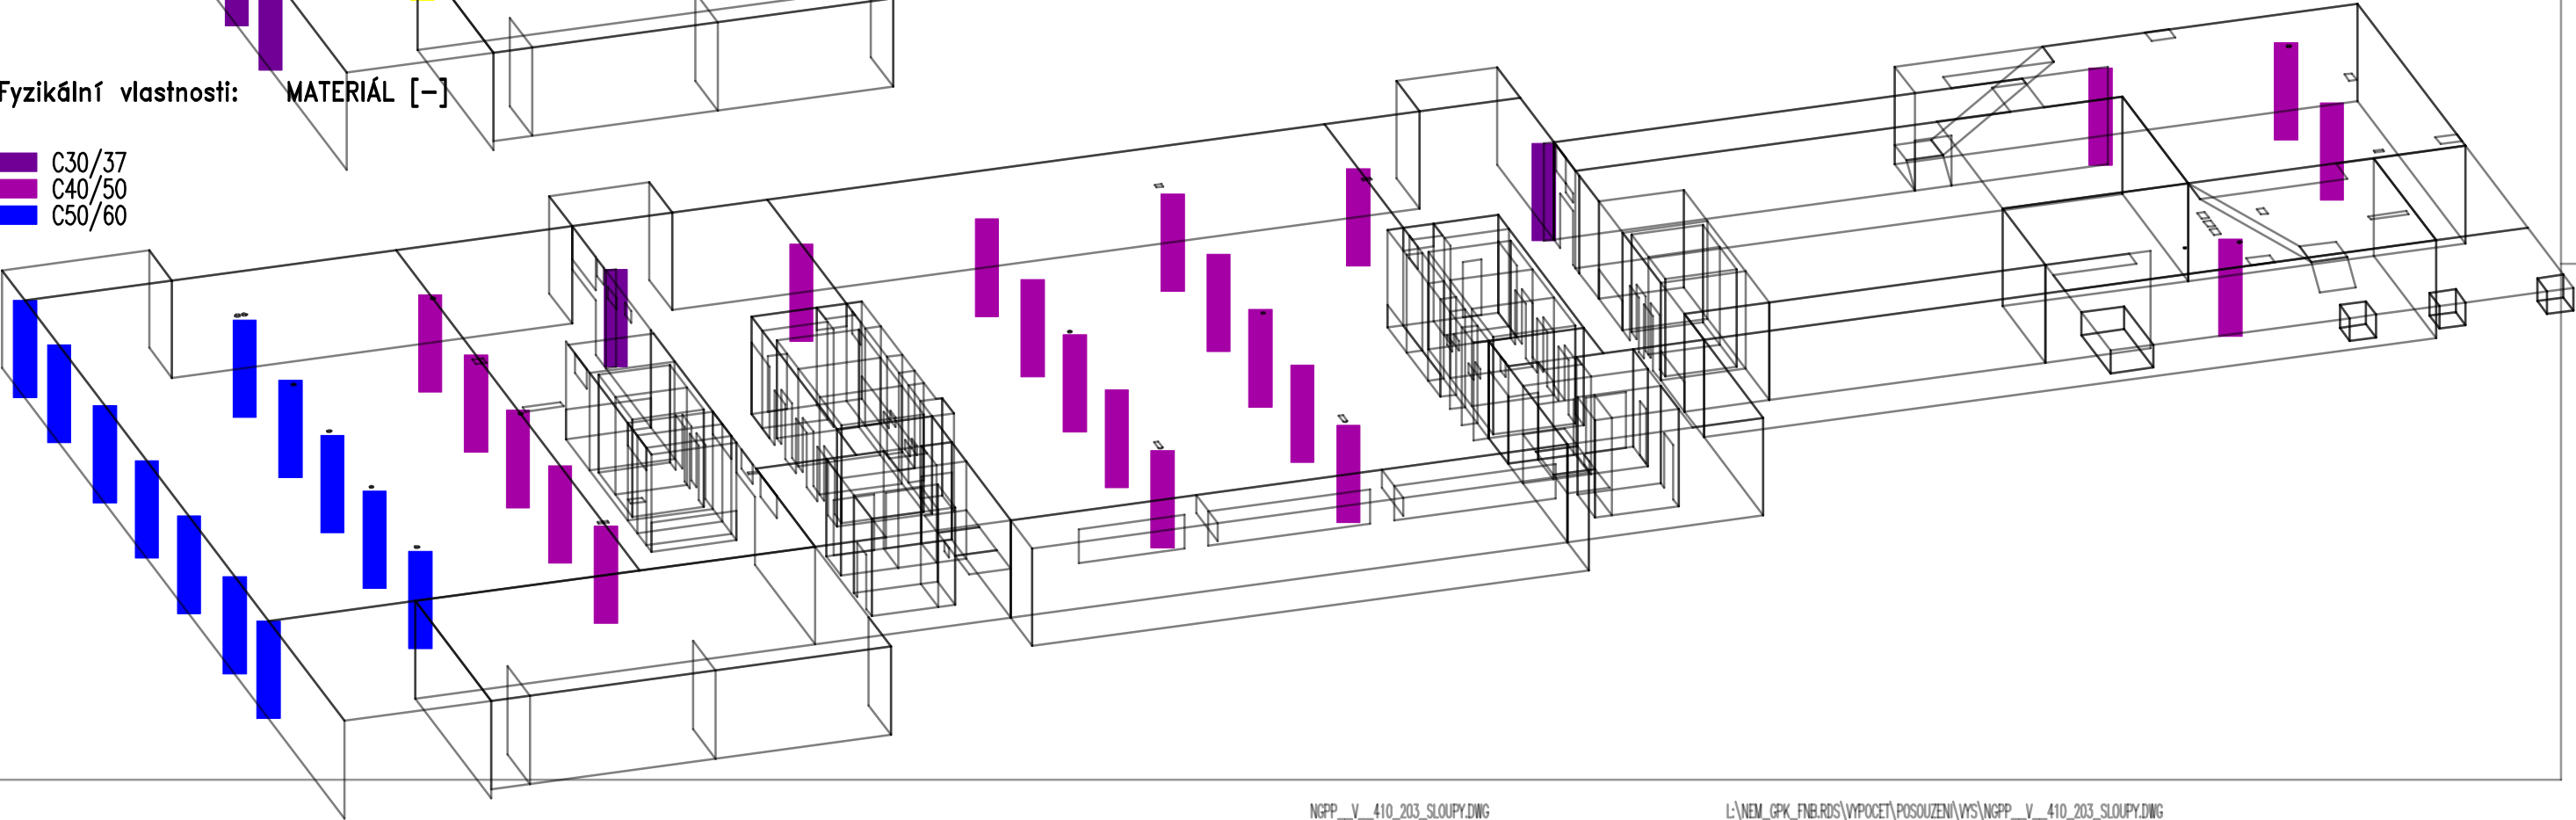 Fyzikální vlastnosti: MATERIÁL [-]
C30/37
C40/50
C50/60
NGPP__V__410_203_SLOUPY.DWG L:\NEM_GPK_FNB.RDS\VYPOCET\POSOUZENI\VYS\NGPP__V__410_203_SLOUPY.DWG